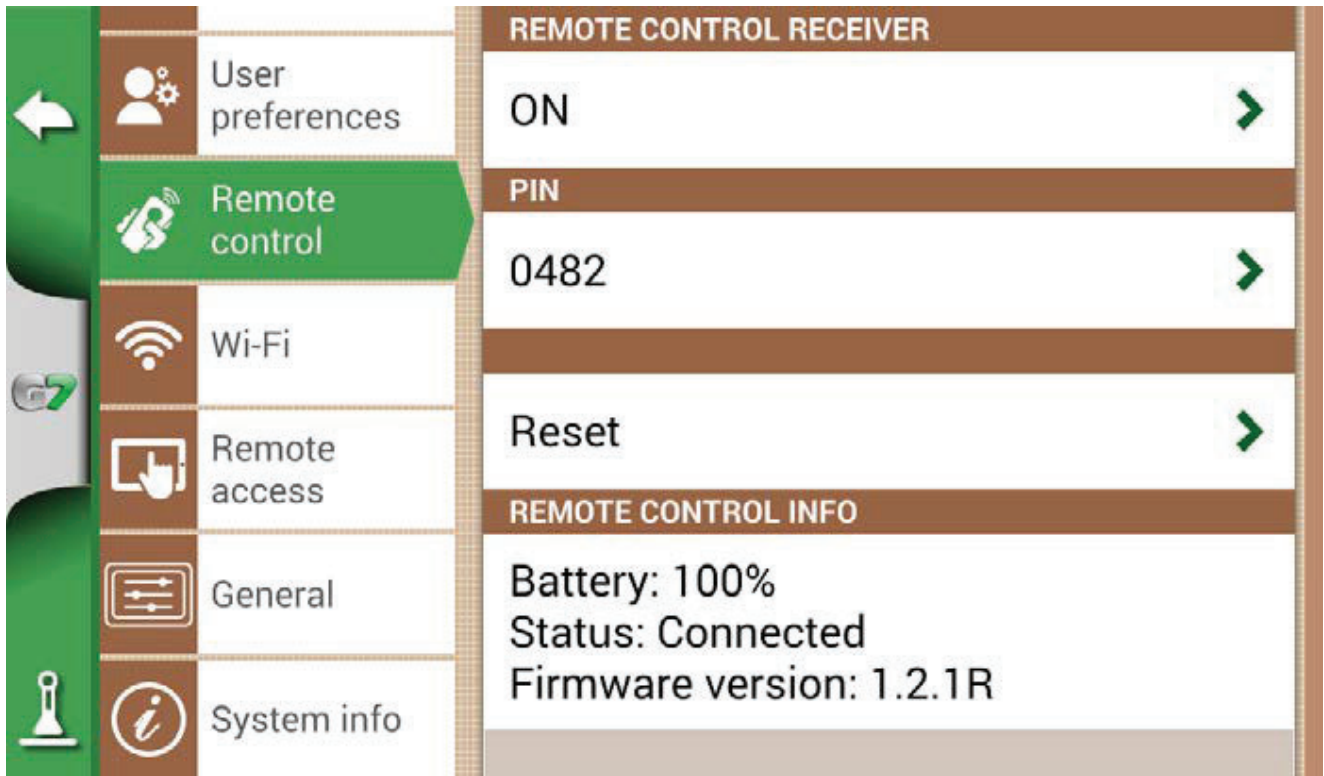 User
preferences
Remote
control
Wi-Fi
G7
Remote
access
General
System info
REMOTE CONTROL RECEIVER
ON
PIN
0482
Reset
REMOTE CONTROL INFO
Battery: 100%
Status: Connected
Firmware version: 1.2.1R